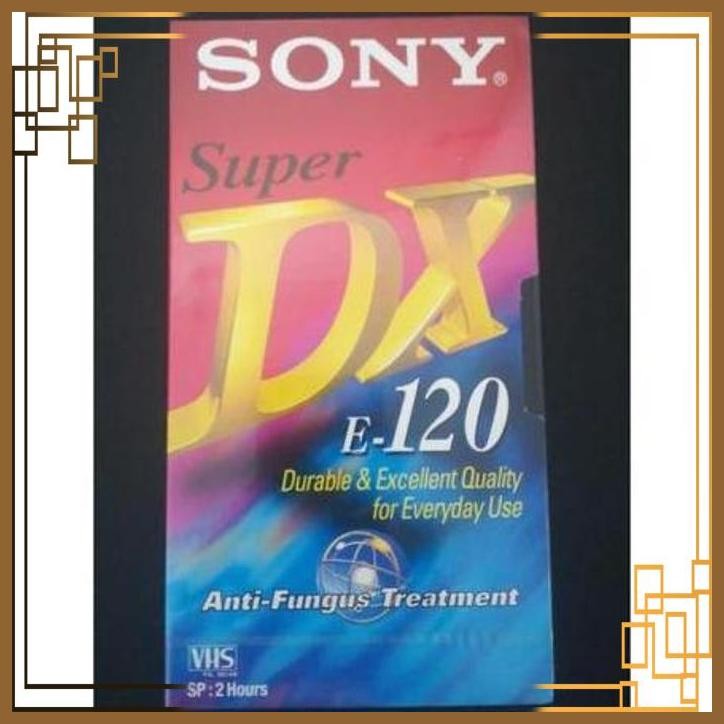 SONY®
Super
DX
E-120
Durable & Excellent Quality
for Everyday Use
Anti-Fungus Treatment
VHS
SP : 2 Hours